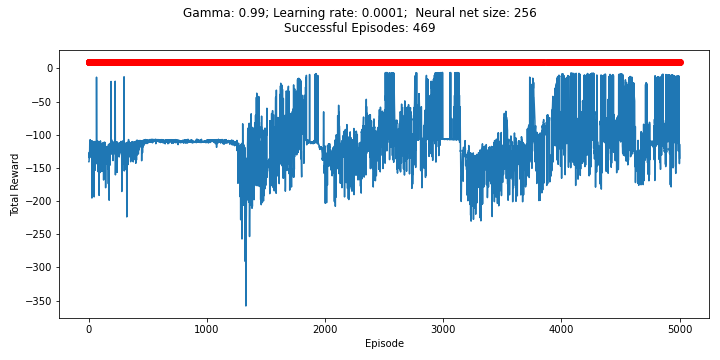 Gamma: 0.99; Learning rate: 0.0001;  Neural net size: 256
Successful Episodes: 469
0
−50
−100
−150
−200
−250
−300
−350
Total Reward
0 1000 2000 3000 4000 5000
Episode